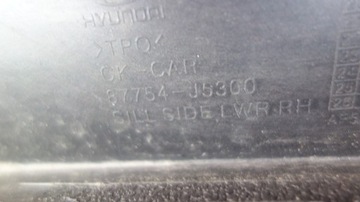 HYUNDAI
>TPO<
CK - CAR
87754-J5300
SILL SIDE LWR RH